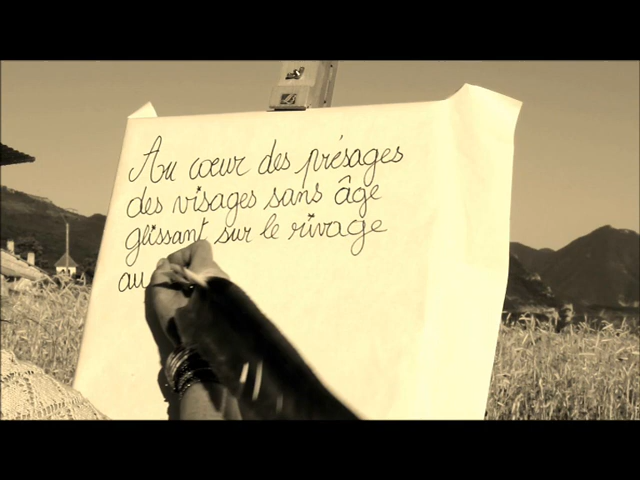 Au cœur des présages
des visages sans âge
glissant sur le rivage
au